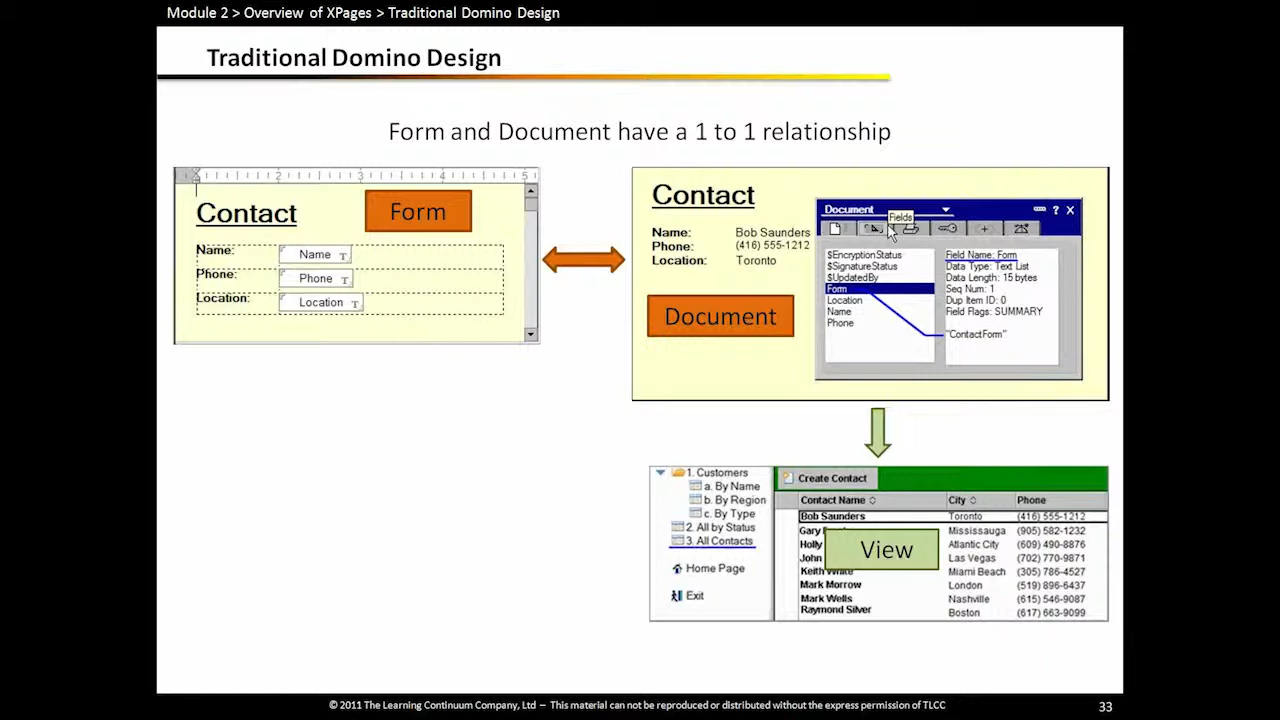 Module 2 > Overview of XPages > Traditional Domino Design
Traditional Domino Design
Form and Document have a 1 to 1 relationship
2 3 4 5
Contact
Form
Name:
Name T
Phone:
Phone T
Location:
Location T
Contact
Name: Bob Saunders
Phone: (416) 555-1212
Location: Toronto
Document
Document
? X
Fields
$EncryptionStatus
$SignatureStatus
$UpdatedBy
Form
Location
Name
Phone
Field Name: Form
Data Type: Text List
Data Length: 15 bytes
Seq Num: 1
Dup Item ID: 0
Field Flags: SUMMARY
"ContactForm"
1. Customers
a. By Name
b. By Region
c. By Type
2. All by Status
3. All Contacts
Home Page
Exit
Create Contact
Contact Name City Phone
Bob Saunders Toronto (416) 555-1212
Gary Mississauga (905) 582-1232
Holly Atlantic City (609) 490-8876
John Las Vegas (702) 770-9871
Keith White Miami Beach (305) 786-4527
Mark Morrow London (519) 896-6437
Mark Wells Nashville (615) 546-9087
Raymond Silver Boston (617) 663-9099
View
© 2011 The Learning Continuum Company, Ltd – This material can not be reproduced or distributed without the express permission of TLCC
33